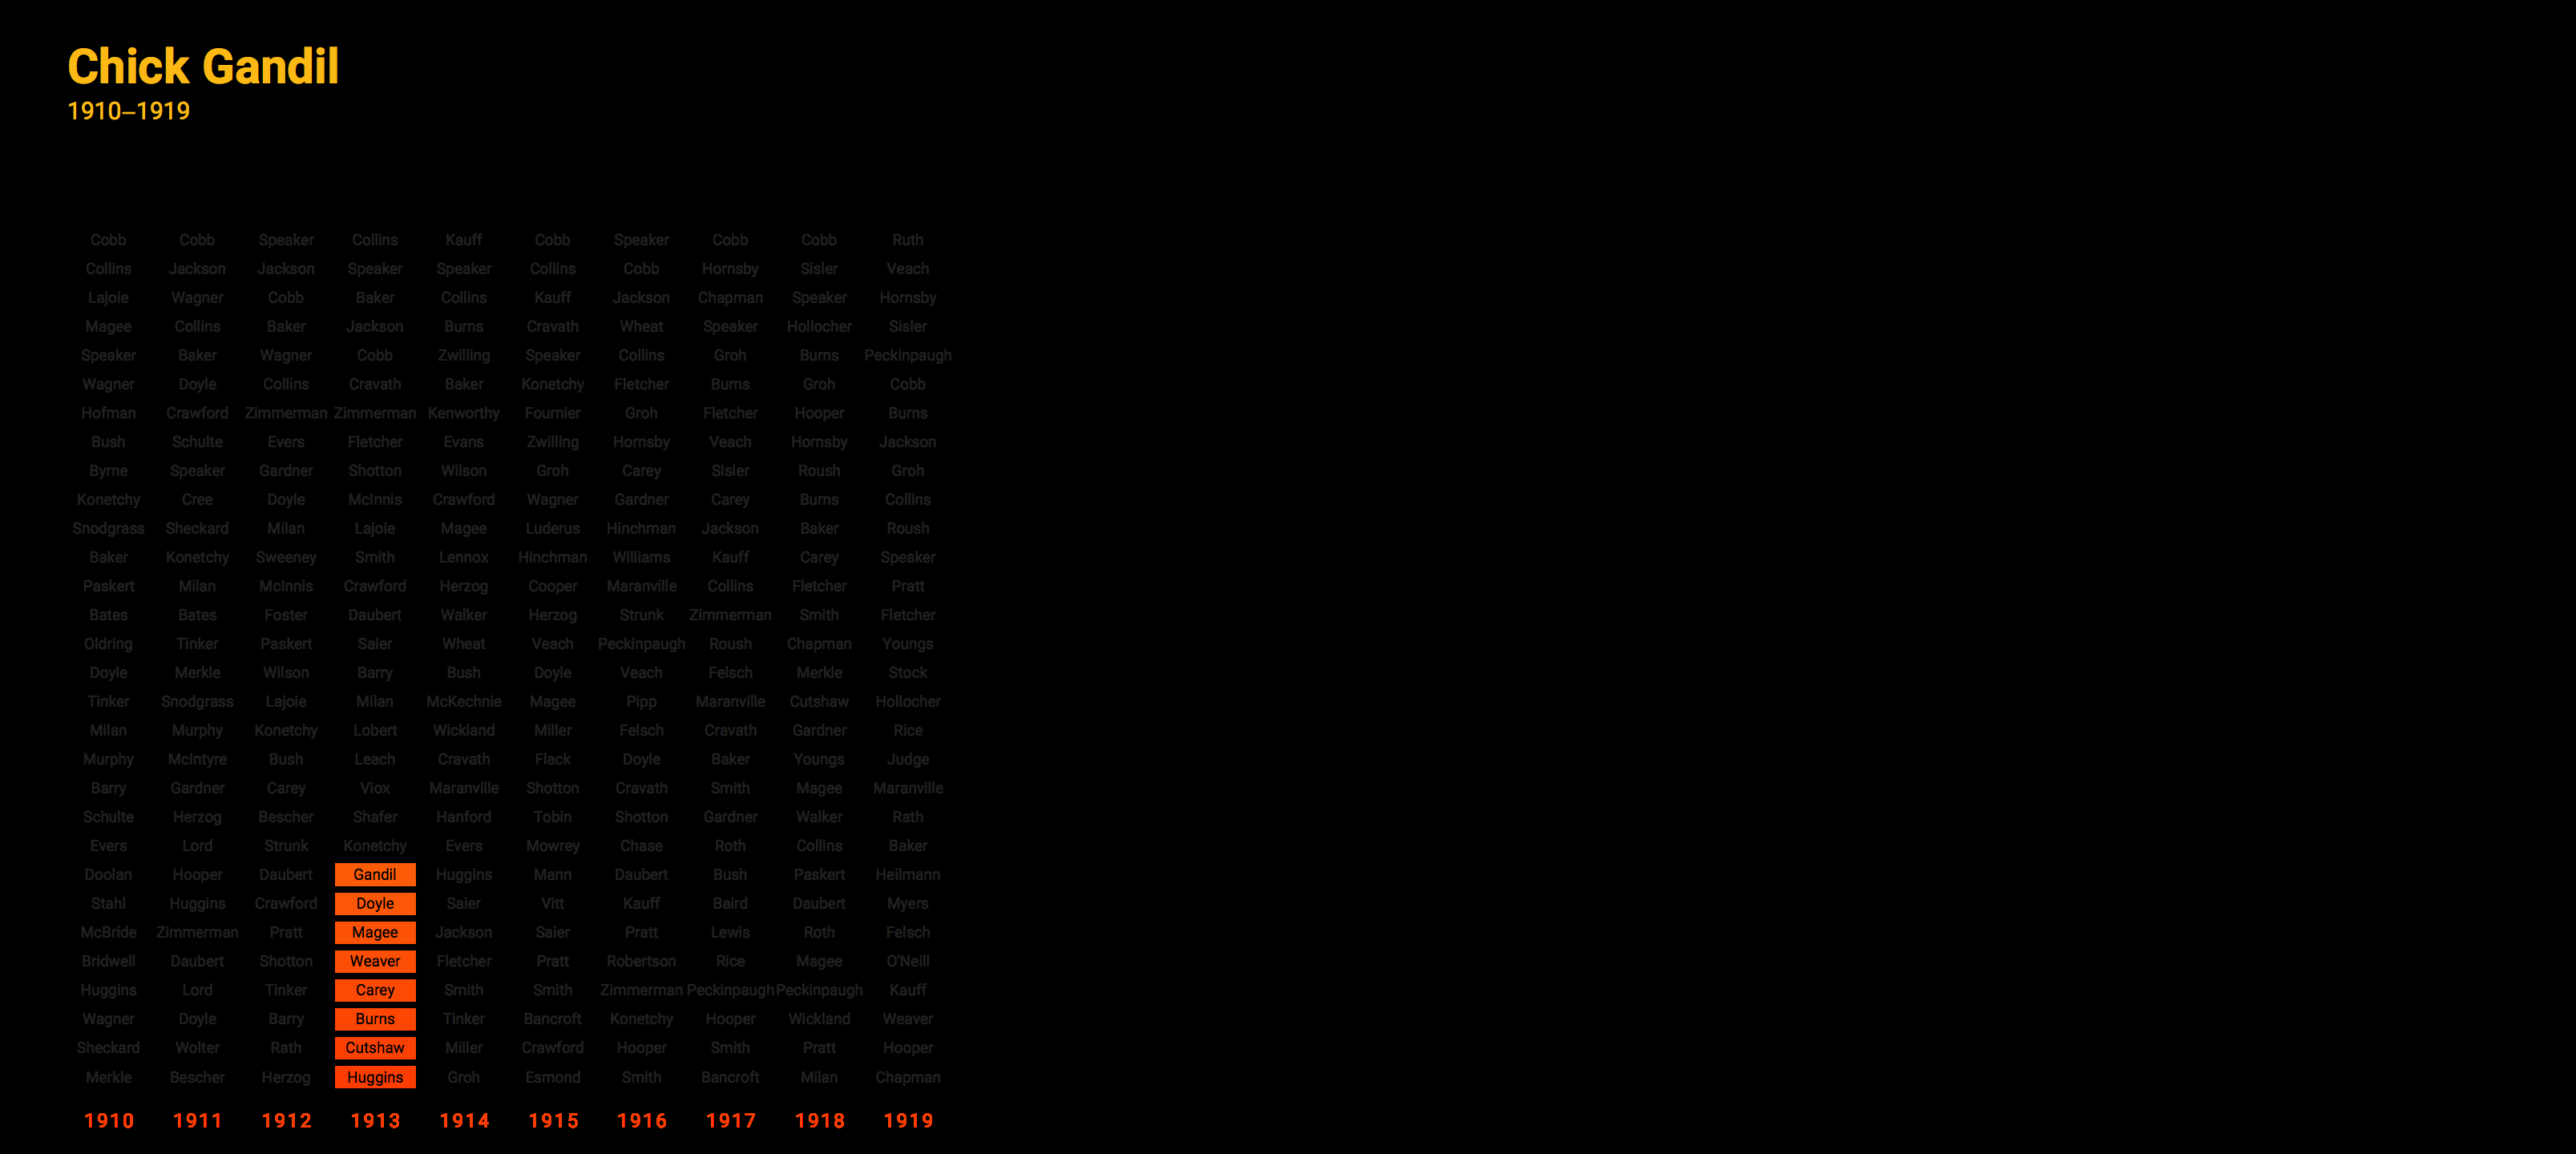 Chick Gandil
1910–1919
Cobb Cobb Speaker Collins Kauff Cobb Speaker Cobb Cobb Ruth
Collins Jackson Jackson Speaker Speaker Collins Cobb Hornsby Sisler Veach
Lajoie Wagner Cobb Baker Collins Kauff Jackson Chapman Speaker Hornsby
Magee Collins Baker Jackson Burns Cravath Wheat Speaker Hollocher Sisler
Speaker Baker Wagner Cobb Zwilling Speaker Collins Groh Burns Peckinpaugh
Wagner Doyle Collins Cravath Baker Konetchy Fletcher Burns Groh Cobb
Hofman Crawford Zimmerman Zimmerman Kenworthy Fournier Groh Fletcher Hooper Burns
Bush Schulte Evers Fletcher Evans Zwilling Hornsby Veach Hornsby Jackson
Byrne Speaker Gardner Shotton Wilson Groh Carey Sisler Roush Groh
Konetchy Cree Doyle McInnis Crawford Wagner Gardner Carey Burns Collins
Snodgrass Sheckard Milan Lajoie Magee Luderus Hinchman Jackson Baker Roush
Baker Konetchy Sweeney Smith Lennox Hinchman Williams Kauff Carey Speaker
Paskert Milan McInnis Crawford Herzog Cooper Maranville Collins Fletcher Pratt
Bates Bates Foster Daubert Walker Herzog Strunk Zimmerman Smith Fletcher
Oldring Tinker Paskert Saier Wheat Veach Peckinpaugh Roush Chapman Youngs
Doyle Merkle Wilson Barry Bush Doyle Veach Felsch Merkle Stock
Tinker Snodgrass Lajoie Milan McKechnie Magee Pipp Maranville Cutshaw Hollocher
Milan Murphy Konetchy Lobert Wickland Miller Felsch Cravath Gardner Rice
Murphy McIntyre Bush Leach Cravath Flack Doyle Baker Youngs Judge
Barry Gardner Carey Viox Maranville Shotton Cravath Smith Magee Maranville
Schulte Herzog Bescher Shafer Hanford Tobin Shotton Gardner Walker Rath
Evers Lord Strunk Konetchy Evers Mowrey Chase Roth Collins Baker
Doolan Hooper Daubert Gandil Huggins Mann Daubert Bush Paskert Heilmann
Stahl Huggins Crawford Doyle Saier Vitt Kauff Baird Daubert Myers
McBride Zimmerman Pratt Magee Jackson Saier Pratt Lewis Roth Felsch
Bridwell Daubert Shotton Weaver Fletcher Pratt Robertson Rice Magee O'Neill
Huggins Lord Tinker Carey Smith Smith Zimmerman Peckinpaugh Peckinpaugh Kauff
Wagner Doyle Barry Burns Tinker Bancroft Konetchy Hooper Wickland Weaver
Sheckard Wolter Rath Cutshaw Miller Crawford Hooper Smith Pratt Hooper
Merkle Bescher Herzog Huggins Groh Esmond Smith Bancroft Milan Chapman
1910 1911 1912 1913 1914 1915 1916 1917 1918 1919